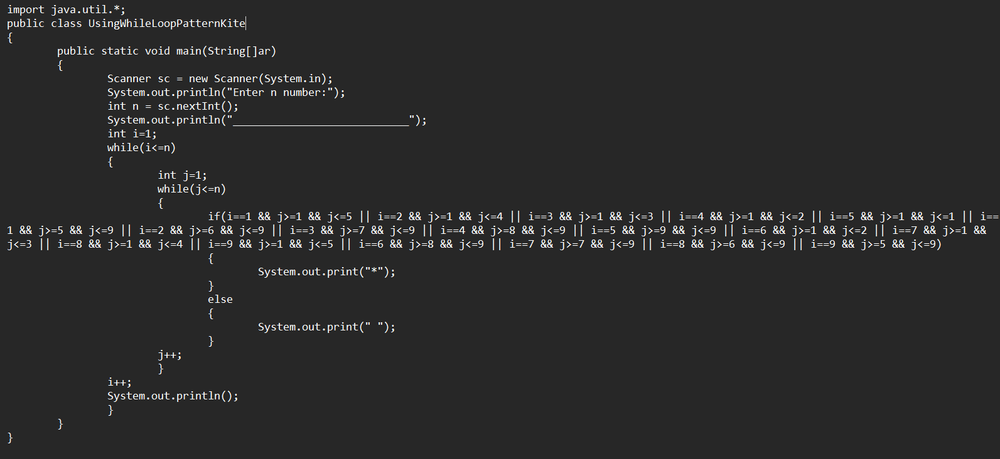 import java.util.*;
public class UsingWhileLoopPatternKite
{
        public static void main(String[]ar)
        {
                Scanner sc = new Scanner(System.in);
                System.out.println("Enter n number:");
                int n = sc.nextInt();
                System.out.println("____________________________");
                int i=1;
                while(i<=n)
                {
                        int j=1;
                        while(j<=n)
                        {
                                if(i==1 && j>=1 && j<=5 || i==2 && j>=1 && j<=4 || i==3 && j>=1 && j<=3 || i==4 && j>=1 && j<=2 || i==5 && j>=1 && j<=1 || i==
1 && j>=5 && j<=9 || i==2 && j>=6 && j<=9 || i==3 && j>=7 && j<=9 || i==4 && j>=8 && j<=9 || i==5 && j>=9 && j<=9 || i==6 && j>=1 && j<=2 || i==7 && j>=1 &&
j<=3 || i==8 && j>=1 && j<=4 || i==9 && j>=1 && j<=5 || i==6 && j>=8 && j<=9 || i==7 && j>=7 && j<=9 || i==8 && j>=6 && j<=9 || i==9 && j>=5 && j<=9)
                                {
                                        System.out.print("*");
                                }
                                else
                                {
                                        System.out.print(" ");
                                }
                        j++;
                        }
                i++;
                System.out.println();
                }
        }
}